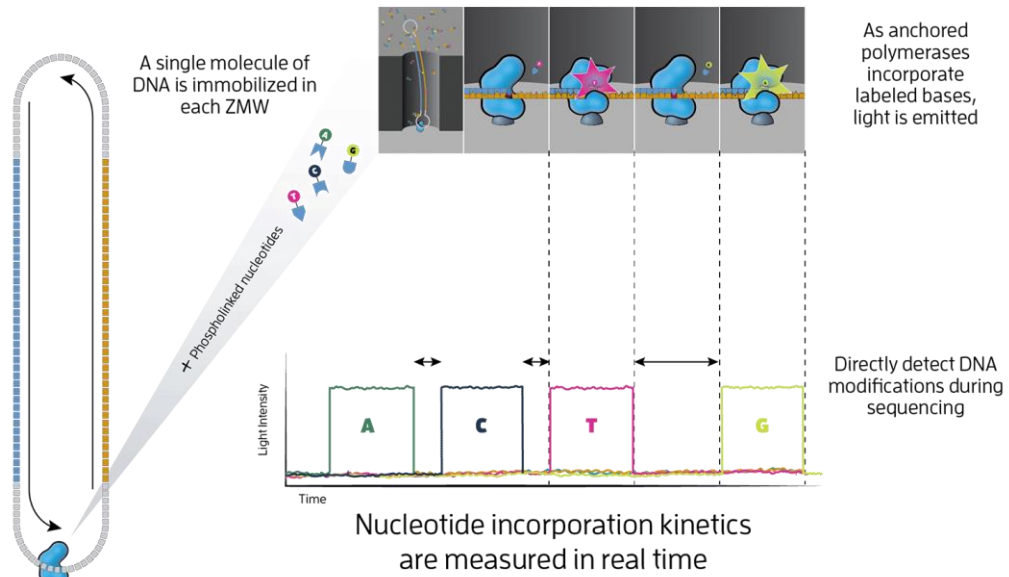 A single molecule of
DNA is immobilized in
each ZMW
As anchored
polymerases
incorporate
labeled bases,
light is emitted
A
G
C
T
+ Phospholinked nucleotides
Directly detect DNA
modifications during
sequencing
Light Intensity
A
C
T
G
Time
Nucleotide incorporation kinetics
are measured in real time